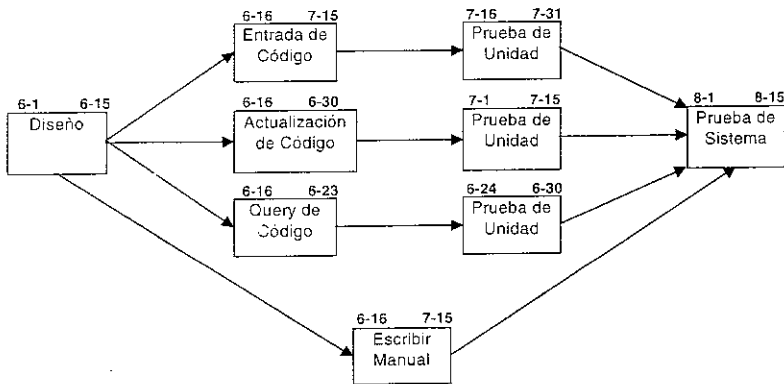 6-16 7-15
Entrada de
Código
7-16 7-31
Prueba de
Unidad
6-1 6-15
Diseño
6-16 6-30
Actualización
de Código
7-1 7-15
Prueba de
Unidad
8-1 8-15
Prueba de
Sistema
6-16 6-23
Query de
Código
6-24 6-30
Prueba de
Unidad
6-16 7-15
Escribir
Manual